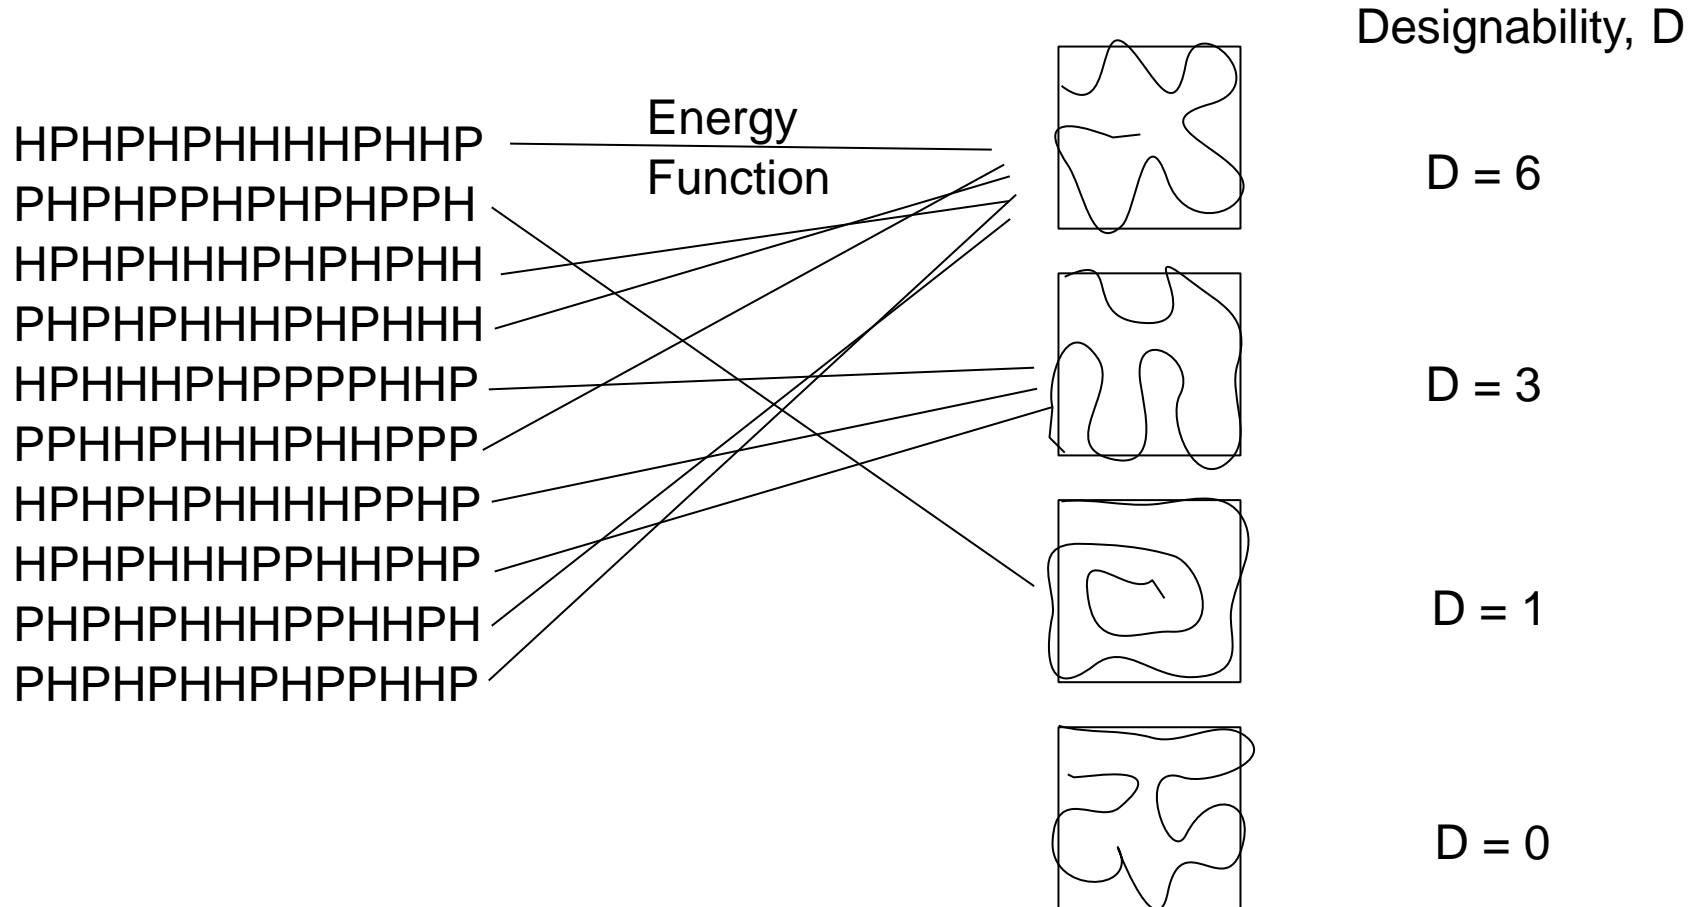 Designability, D
Energy
Function
HPHPHPHHHHPHHP
PHPHPPHPHPHPPH
HPHPHHHPHPHPHH
PHPHPHHHPHPHHH
HPHHHPHPPPPHHP
PPHHPHHHPHHPPP
HPHPHPHHHHPPHP
HPHPHHHPPHHPHP
PHPHPHHHPPHHPH
PHPHPHHPHPPHHP
D = 6
D = 3
D = 1
D = 0